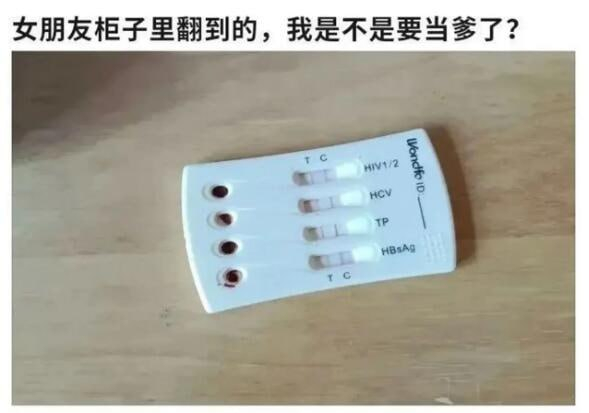 女朋友柜子里翻到的，我是不是要当爹了？
T C
HIV1/2
HCV
TP
HBsAg
T C
Wondfo ID: